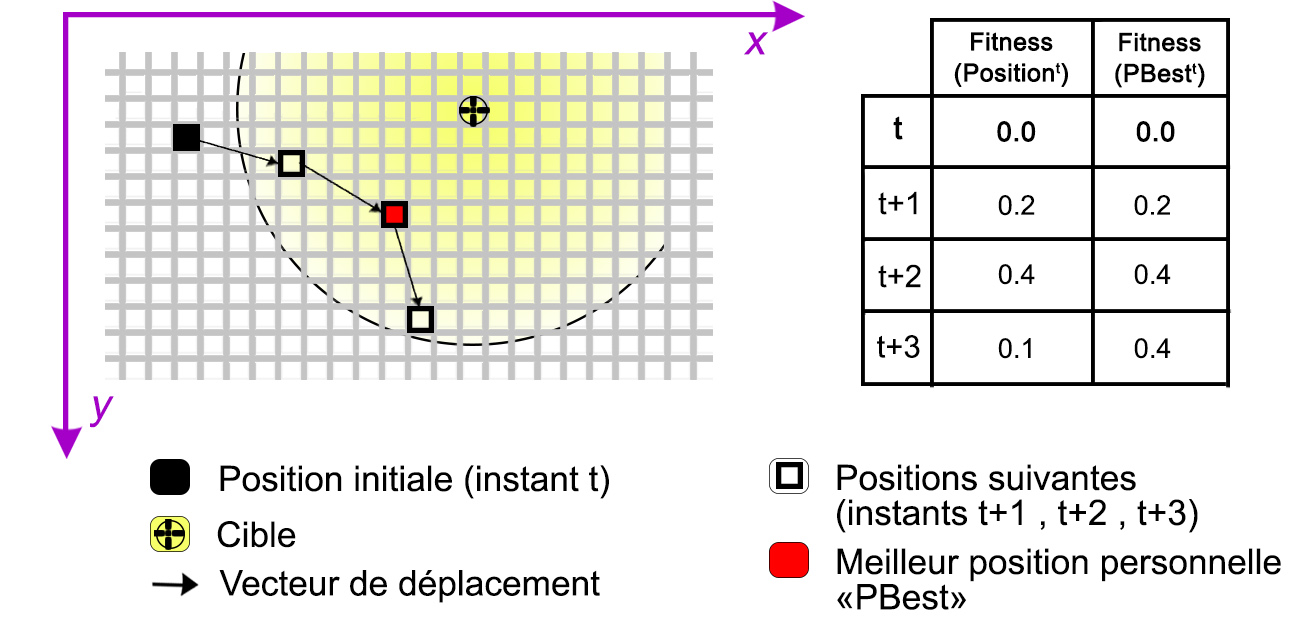 x
y
Fitness
(Positionᵗ)
Fitness
(PBestᵗ)
t 0.0 0.0
t+1 0.2 0.2
t+2 0.4 0.4
t+3 0.1 0.4
Position initiale (instant t)
Cible
Vecteur de déplacement
Positions suivantes
(instants t+1 , t+2 , t+3)
Meilleur position personnelle
«PBest»